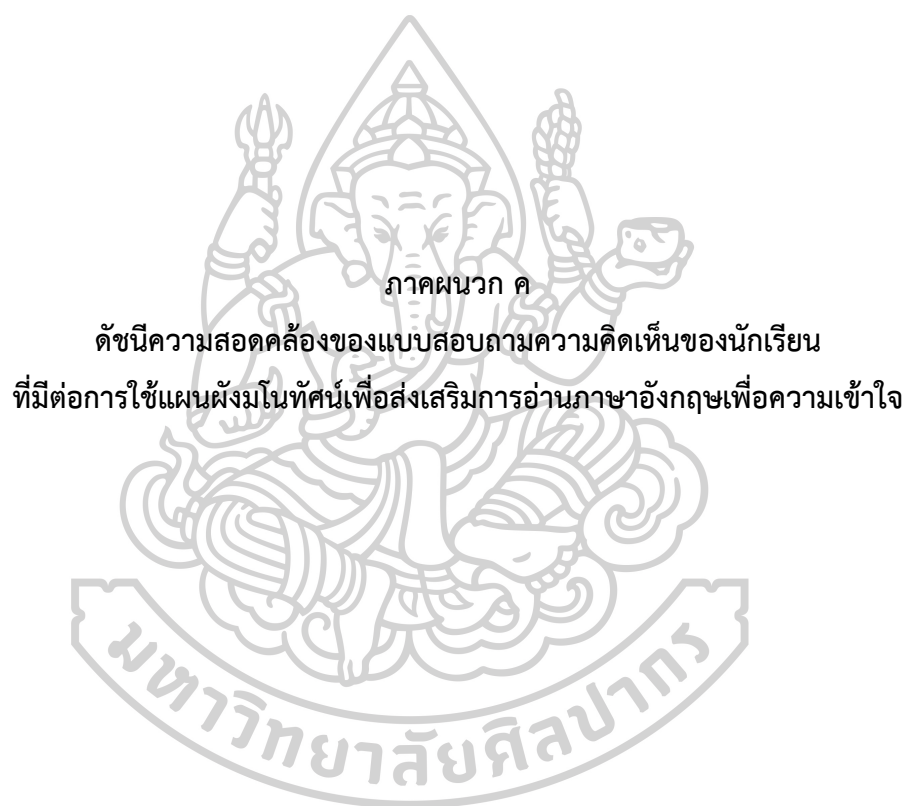 ภาคผนวก ค
ดัชนีความสอดคล้องของแบบสอบถามความคิดเห็นของนักเรียน
ที่มีต่อการใช้แผนผังมโนทัศน์เพื่อส่งเสริมการอ่านภาษาอังกฤษเพื่อความเข้าใจ
มหาวิทยาลัยศิลปากร